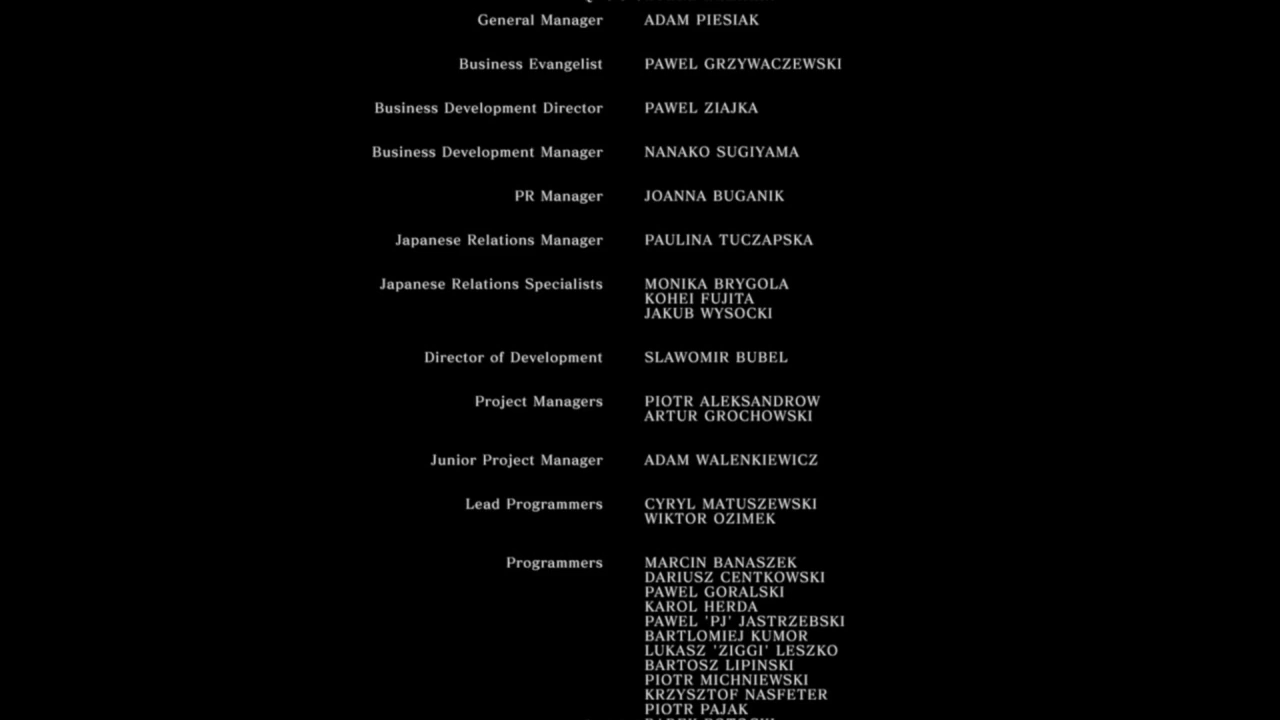 General Manager ADAM PIESIAK
Business Evangelist PAWEL GRZYWACZEWSKI
Business Development Director PAWEL ZIAJKA
Business Development Manager NANAKO SUGIYAMA
PR Manager JOANNA BUGANIK
Japanese Relations Manager PAULINA TUCZAPSKA
Japanese Relations Specialists MONIKA BRYGOLA
KOHEI FUJITA
JAKUB WYSOCKI
Director of Development SLAWOMIR BUBEL
Project Managers PIOTR ALEKSANDROW
ARTUR GROCHOWSKI
Junior Project Manager ADAM WALENKIEWICZ
Lead Programmers CYRYL MATUSZEWSKI
WIKTOR OZIMEK
Programmers MARCIN BANASZEK
DARIUSZ CENTKOWSKI
PAWEL GORALSKI
KAROL HERDA
PAWEL 'PJ' JASTRZEBSKI
BARTLOMIEJ KUMOR
LUKASZ 'ZIGGI' LESZKO
BARTOSZ LIPINSKI
PIOTR MICHNIEWSKI
KRZYSZTOF NASFETER
PIOTR PAJAK